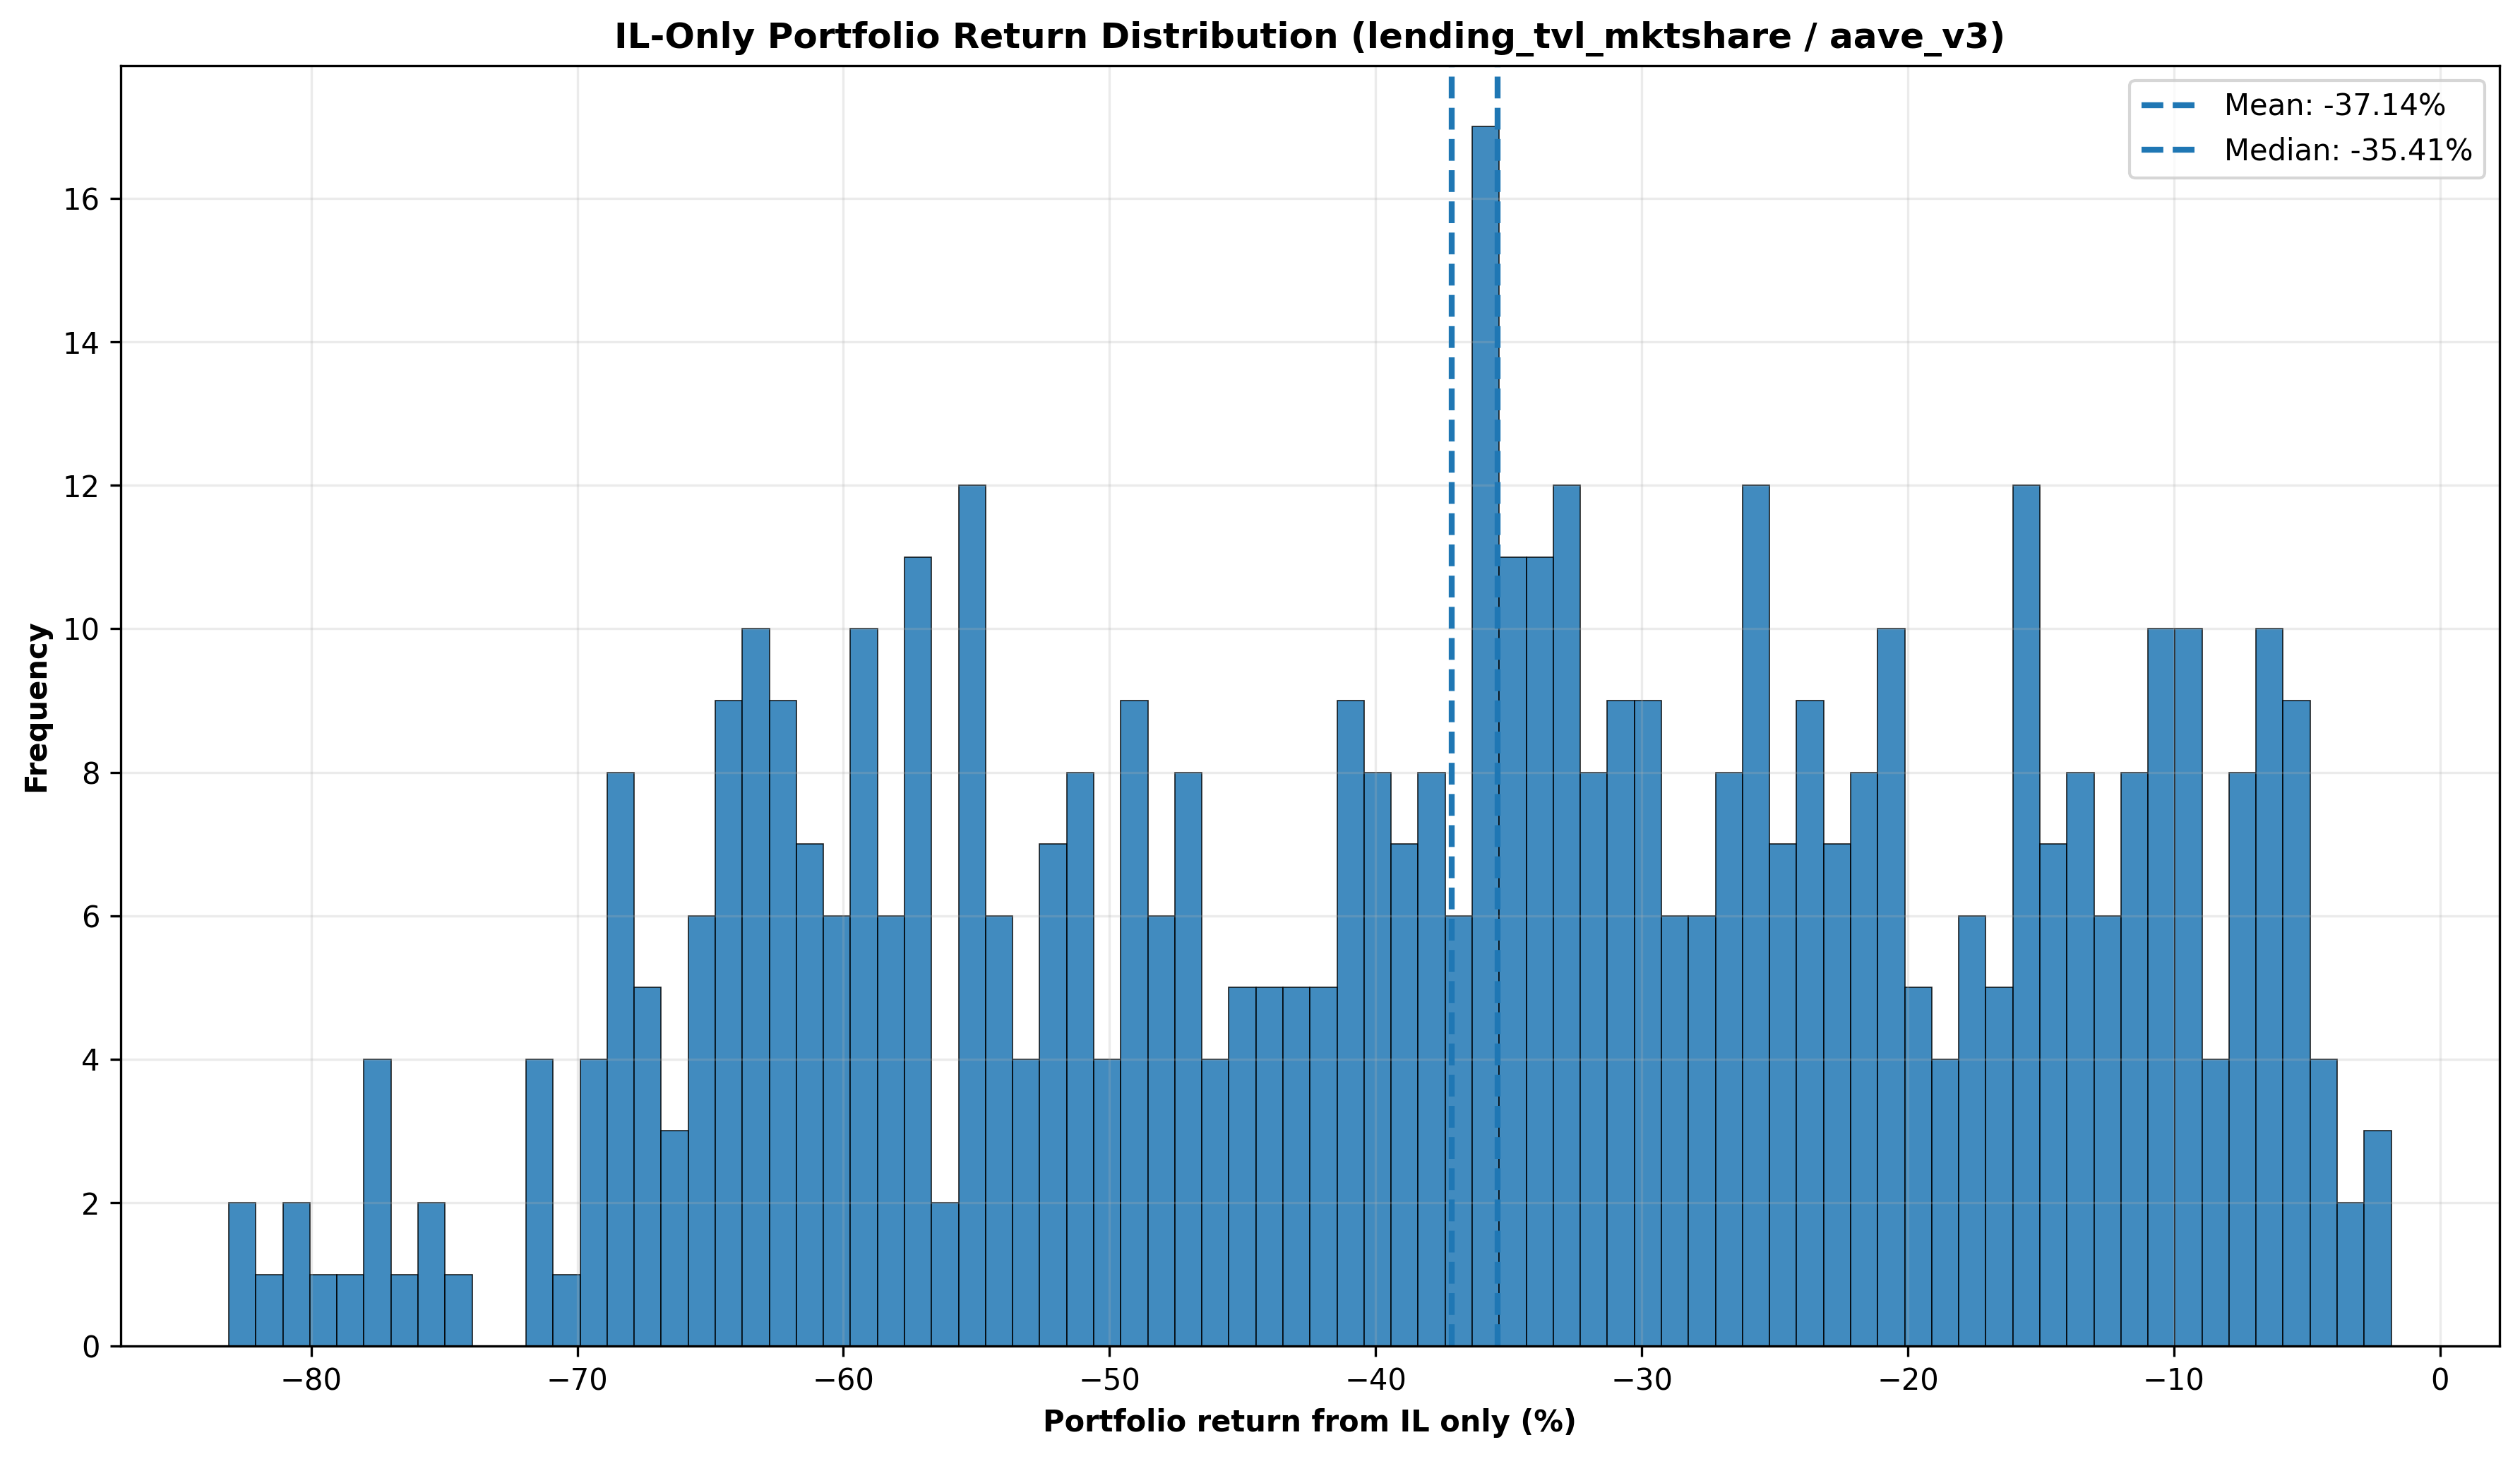 IL-Only Portfolio Return Distribution (lending_tvl_mktshare / aave_v3)
Mean: -37.14%
Median: -35.41%
Frequency
16
14
12
10
8
6
4
2
0
−80 −70 −60 −50 −40 −30 −20 −10 0
Portfolio return from IL only (%)